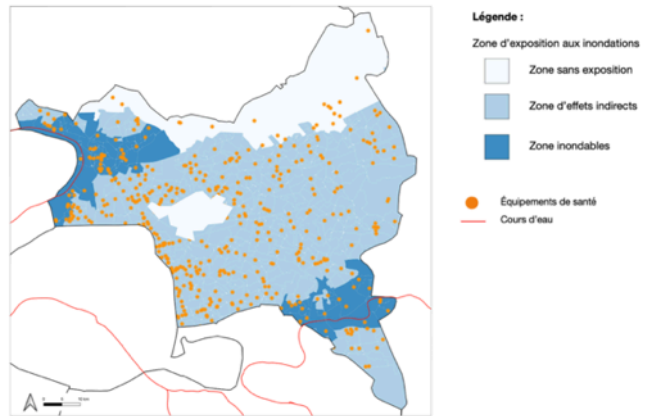 Légende :
Zone d'exposition aux inondations
Zone sans exposition
Zone d'effets indirects
Zone inondables
Équipements de santé
Cours d'eau